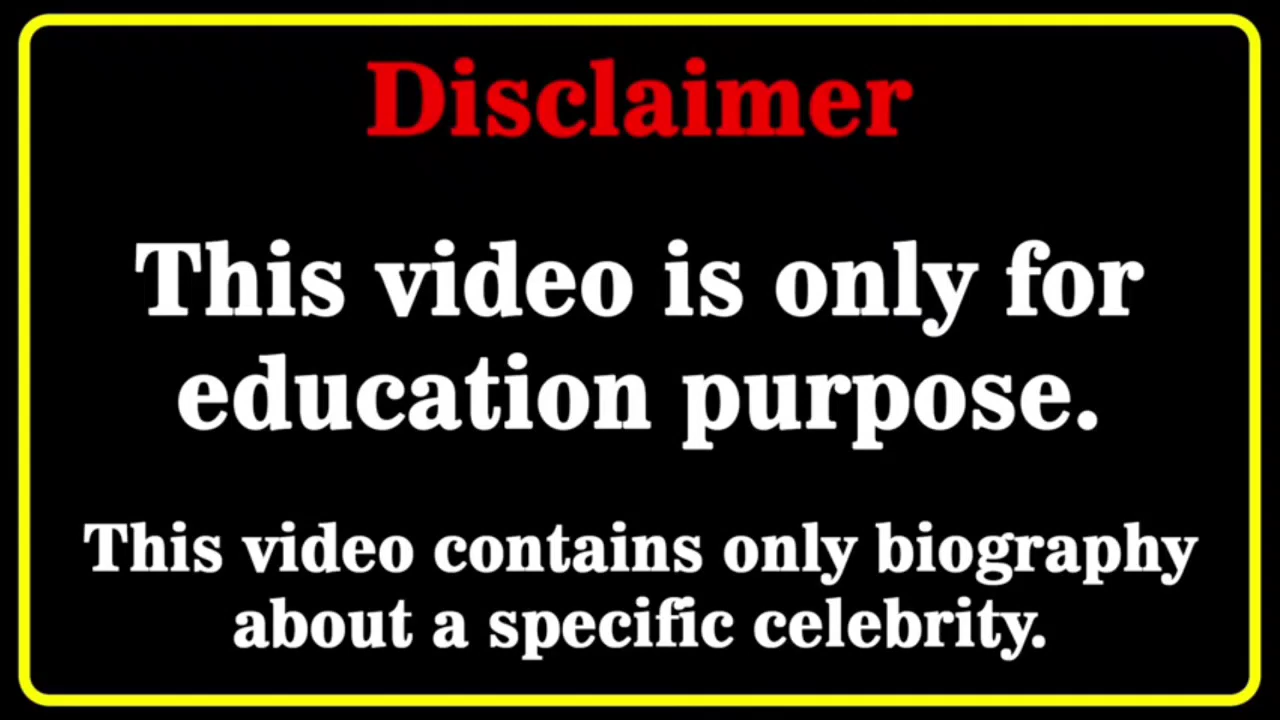 Disclaimer
This video is only for
education purpose.
This video contains only biography
about a specific celebrity.